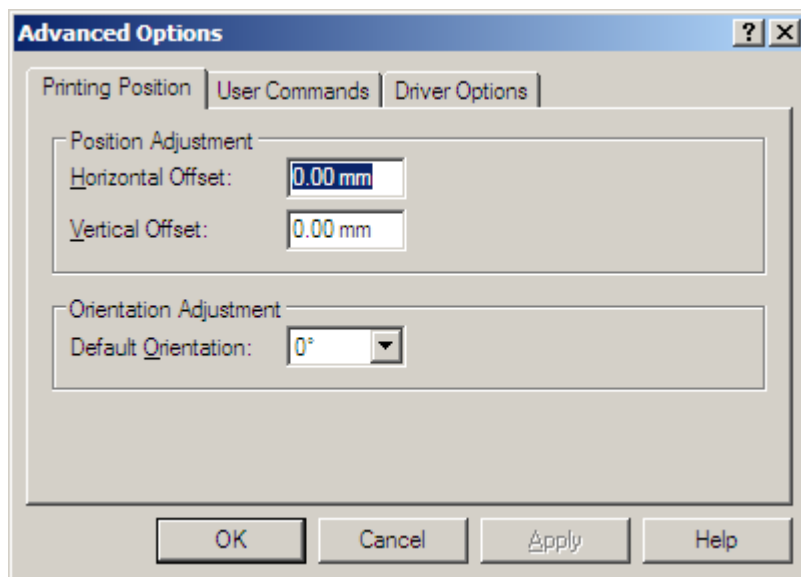 Advanced Options
Printing Position User Commands Driver Options
Position Adjustment
Horizontal Offset: 0.00 mm
Vertical Offset: 0.00 mm
Orientation Adjustment
Default Orientation: 0°
OK Cancel Apply Help